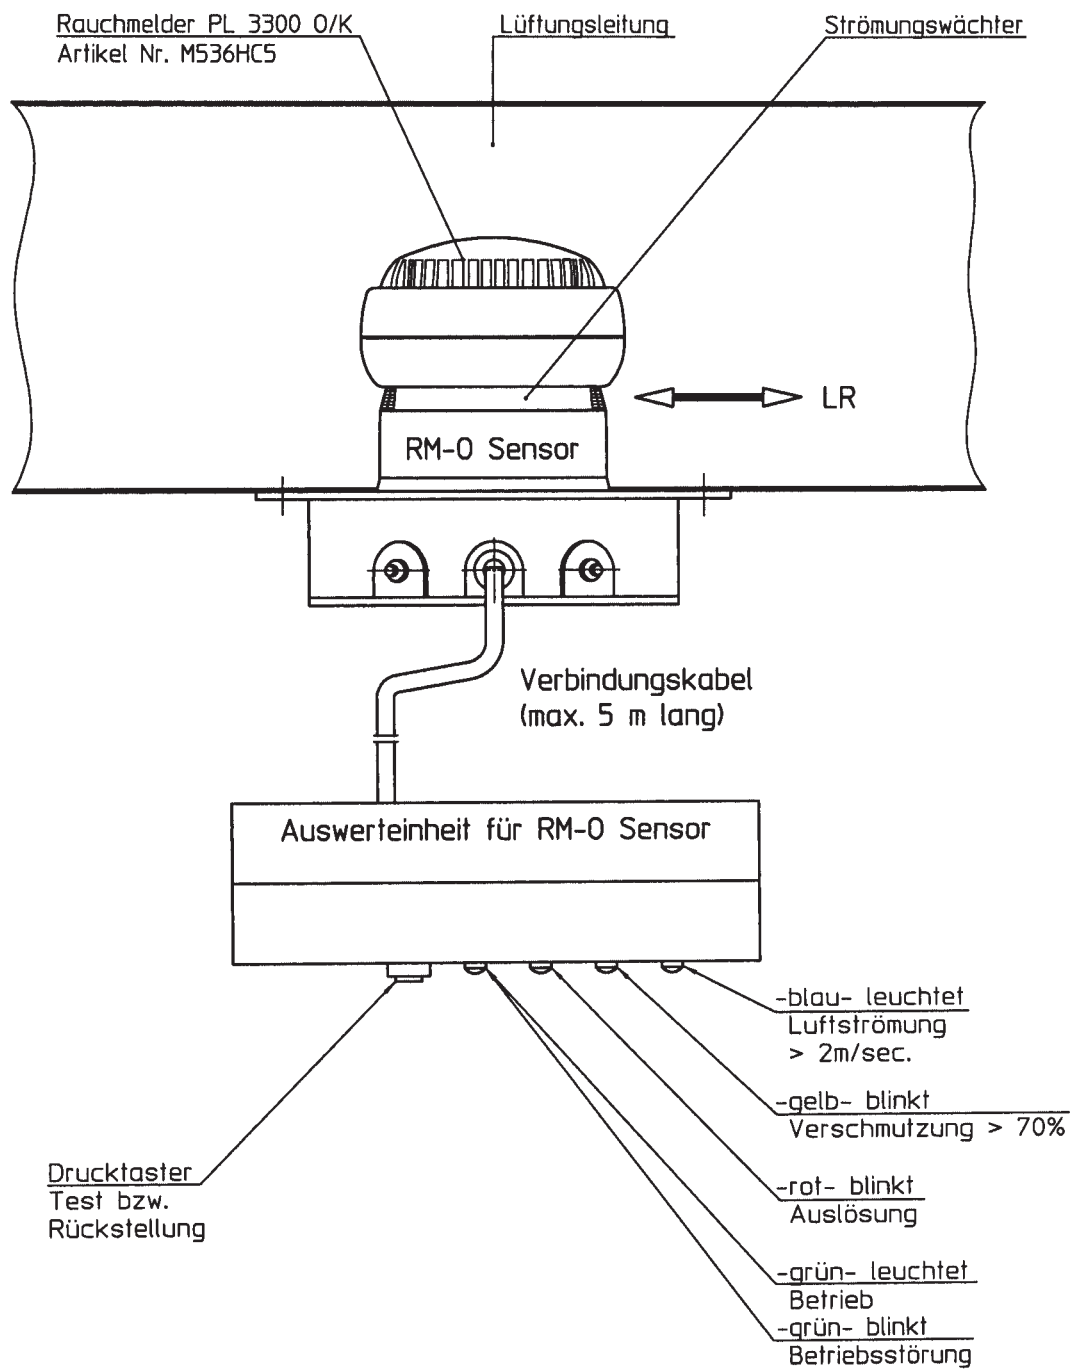 Rauchmelder PL 3300 O/K
Artikel Nr. M536HC5
Lüftungsleitung
Strömungswächter
LR
RM-O Sensor
Verbindungskabel
(max. 5 m lang)
Auswerteinheit für RM-O Sensor
-blau- leuchtet
Luftströmung
> 2m/sec.
-gelb- blinkt
Verschmutzung > 70%
Drucktaster
Test bzw.
Rückstellung
-rot- blinkt
Auslösung
-grün- leuchtet
Betrieb
-grün- blinkt
Betriebsstörung